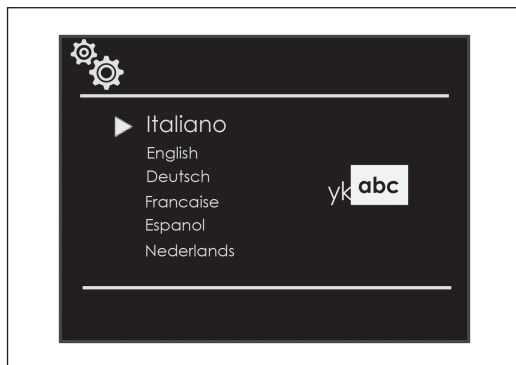 Italiano
English
Deutsch
Francaise
Espanol
Nederlands
yk abc